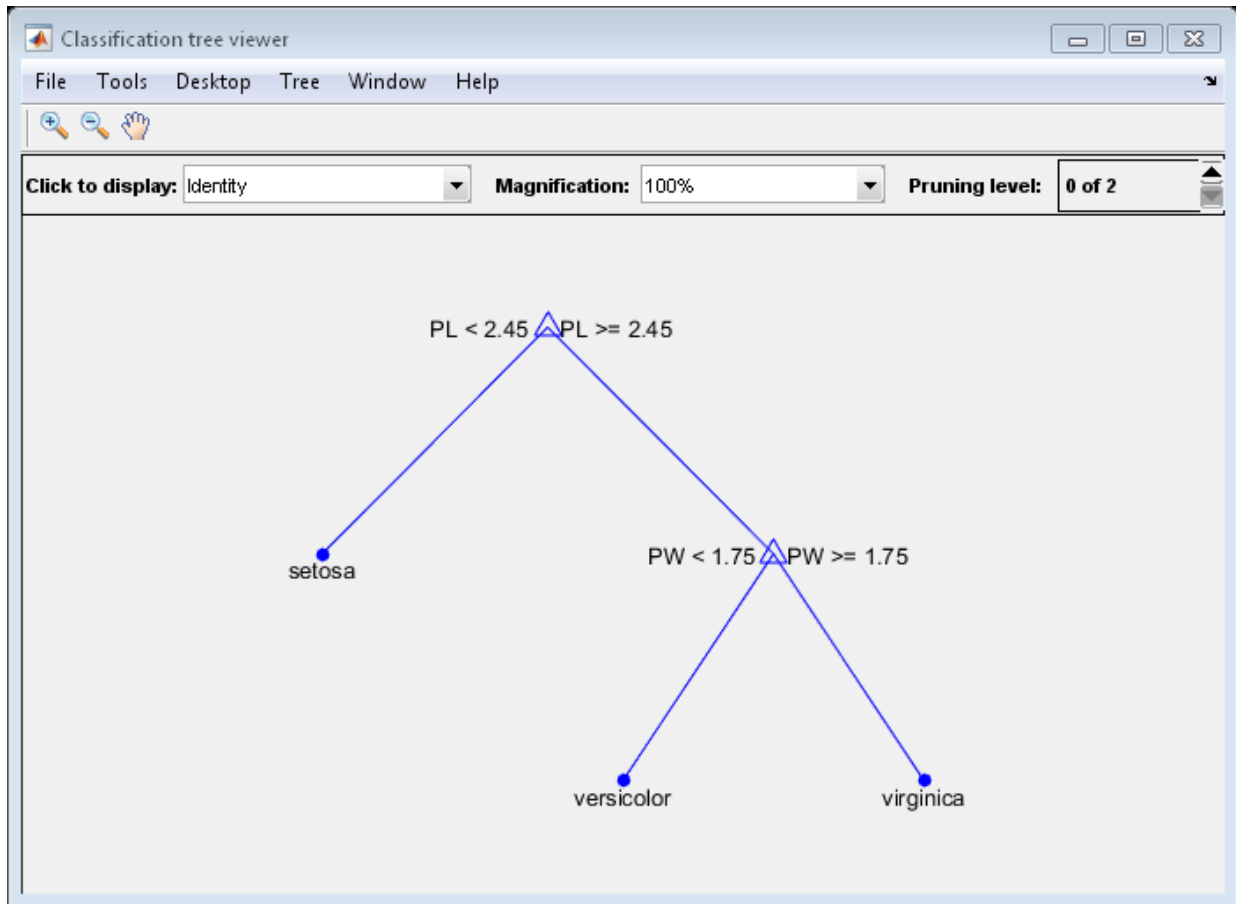 Classification tree viewer
File Tools Desktop Tree Window Help
Click to display: Identity Magnification: 100% Pruning level: 0 of 2
PL < 2.45 PL >= 2.45
setosa
PW < 1.75 PW >= 1.75
versicolor virginica